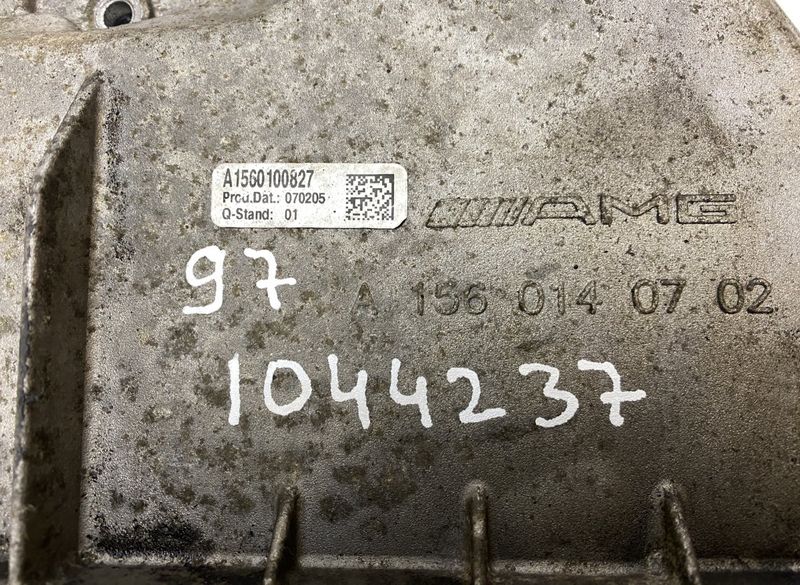 A1560100827
Prod.Dat.: 070205
Q-Stand: 01
AMG
97
A 156 014 07 02
1044237